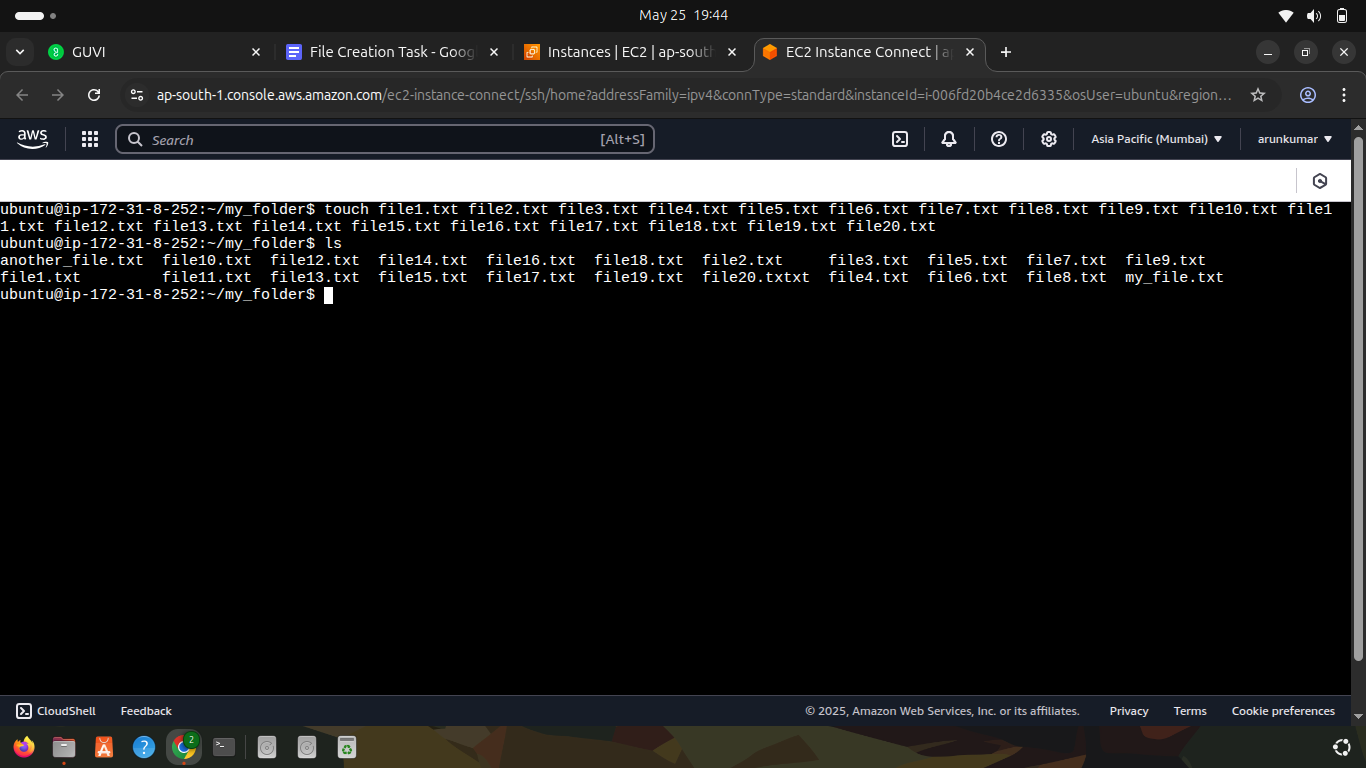 May 25 19:44
GUVI
File Creation Task - Goog
Instances | EC2 | ap-sout
EC2 Instance Connect | a
ap-south-1.console.aws.amazon.com/ec2-instance-connect/ssh/home?addressFamily=ipv4&connType=standard&instanceId=i-006fd20b4ce2d6335&osUser=ubuntu&region...
aws
Search
[Alt+S]
Asia Pacific (Mumbai)
arunkumar
ubuntu@ip-172-31-8-252:~/my_folder$ touch file1.txt file2.txt file3.txt file4.txt file5.txt file6.txt file7.txt file8.txt file9.txt file10.txt file1
1.txt file12.txt file13.txt file14.txt file15.txt file16.txt file17.txt file18.txt file19.txt file20.txt
ubuntu@ip-172-31-8-252:~/my_folder$ ls
another_file.txt  file10.txt  file12.txt  file14.txt  file16.txt  file18.txt  file2.txt     file3.txt  file5.txt  file7.txt  file9.txt
file1.txt         file11.txt  file13.txt  file15.txt  file17.txt  file19.txt  file20.txtxt  file4.txt  file6.txt  file8.txt  my_file.txt
ubuntu@ip-172-31-8-252:~/my_folder$
CloudShell
Feedback
© 2025, Amazon Web Services, Inc. or its affiliates.
Privacy
Terms
Cookie preferences
2